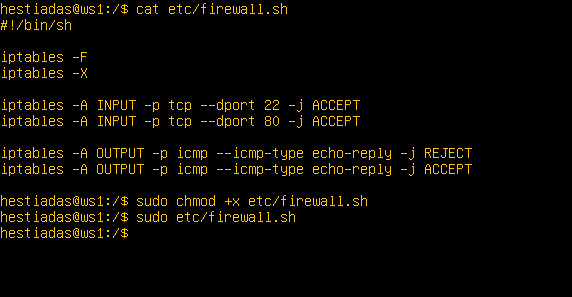 hestiadas@ws1:/$ cat etc/firewall.sh
#!/bin/sh
iptables -F
iptables -X
iptables -A INPUT -p tcp --dport 22 -j ACCEPT
iptables -A INPUT -p tcp --dport 80 -j ACCEPT
iptables -A OUTPUT -p icmp --icmp-type echo-reply -j REJECT
iptables -A OUTPUT -p icmp --icmp-type echo-reply -j ACCEPT
hestiadas@ws1:/$ sudo chmod +x etc/firewall.sh
hestiadas@ws1:/$ sudo etc/firewall.sh
hestiadas@ws1:/$